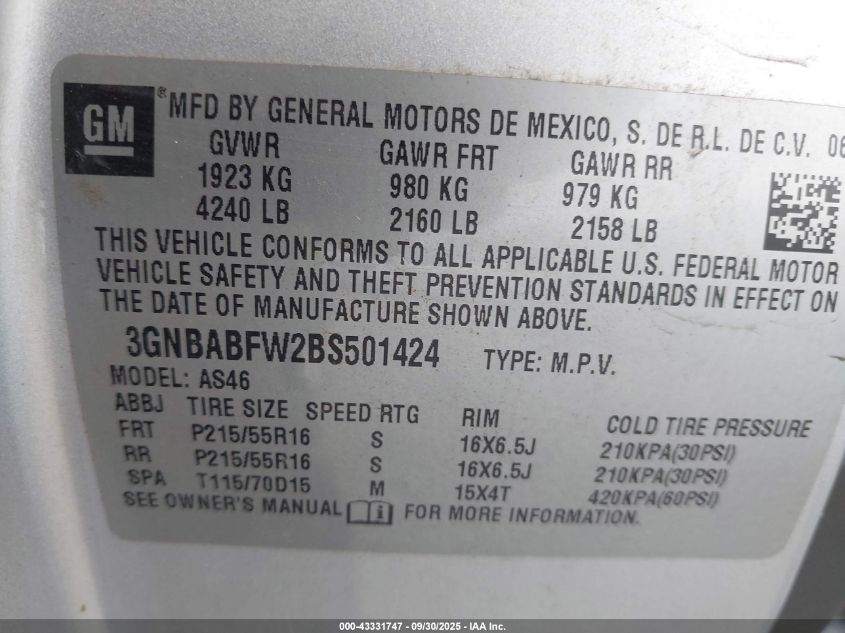 GM
® MFD BY GENERAL MOTORS DE MEXICO, S. DE R.L. DE C.V. 06
GVWR GAWR FRT GAWR RR
1923 KG 980 KG 979 KG
4240 LB 2160 LB 2158 LB
THIS VEHICLE CONFORMS TO ALL APPLICABLE U.S. FEDERAL MOTOR
VEHICLE SAFETY AND THEFT PREVENTION STANDARDS IN EFFECT ON
THE DATE OF MANUFACTURE SHOWN ABOVE.
3GNBABFW2BS501424 TYPE: M.P.V.
MODEL: AS46
ABBJ TIRE SIZE SPEED RTG RIM COLD TIRE PRESSURE
FRT P215/55R16 S 16X6.5J 210KPA(30PSI)
RR P215/55R16 S 16X6.5J 210KPA(30PSI)
SPA T115/70D15 M 15X4T 420KPA(60PSI)
SEE OWNER'S MANUAL FOR MORE INFORMATION.
000-43331747 - 09/30/2025 - IAA Inc.